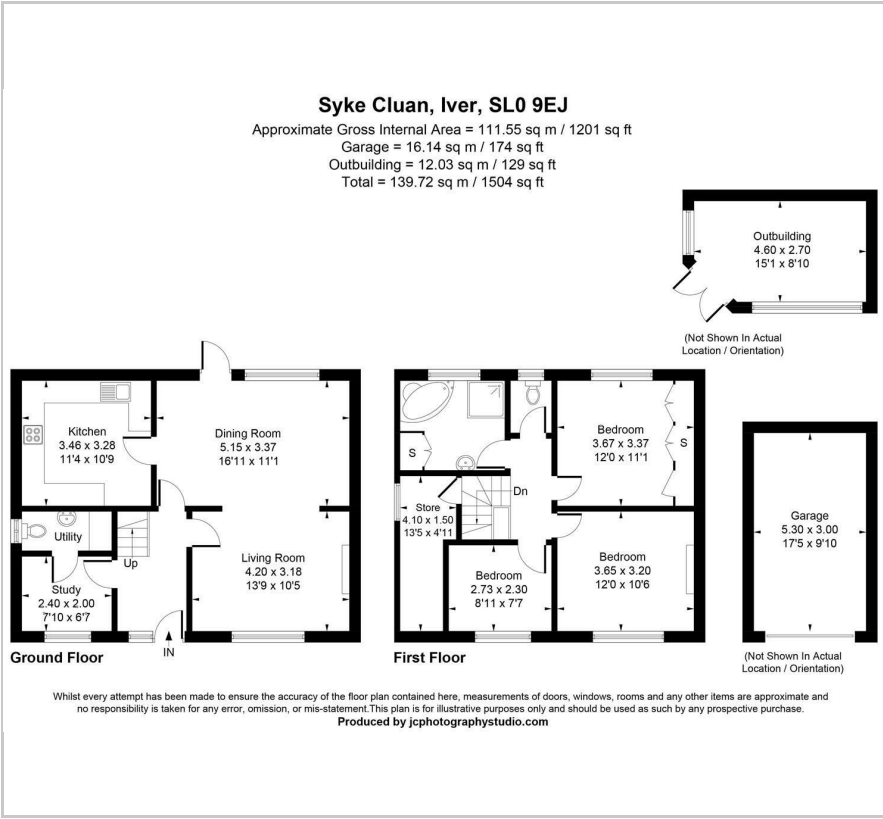 Syke Cluan, Iver, SL0 9EJ
Approximate Gross Internal Area = 111.55 sq m / 1201 sq ft
Garage = 16.14 sq m / 174 sq ft
Outbuilding = 12.03 sq m / 129 sq ft
Total = 139.72 sq m / 1504 sq ft
Outbuilding
4.60 x 2.70
15'1 x 8'10
(Not Shown In Actual
Location / Orientation)
Kitchen
3.46 x 3.28
11'4 x 10'9
Dining Room
5.15 x 3.37
16'11 x 11'1
Utility
Up
Study
2.40 x 2.00
7'10 x 6'7
Living Room
4.20 x 3.18
13'9 x 10'5
IN
Ground Floor
S
Bedroom
3.67 x 3.37
12'0 x 11'1
S
Dn
Store
4.10 x 1.50
13'5 x 4'11
Bedroom
2.73 x 2.30
8'11 x 7'7
Bedroom
3.65 x 3.20
12'0 x 10'6
First Floor
Garage
5.30 x 3.00
17'5 x 9'10
(Not Shown In Actual
Location / Orientation)
Whilst every attempt has been made to ensure the accuracy of the floor plan contained here, measurements of doors, windows, rooms and any other items are approximate and
no responsibility is taken for any error, omission, or mis-statement.This plan is for illustrative purposes only and should be used as such by any prospective purchase.
Produced by jcphotographystudio.com